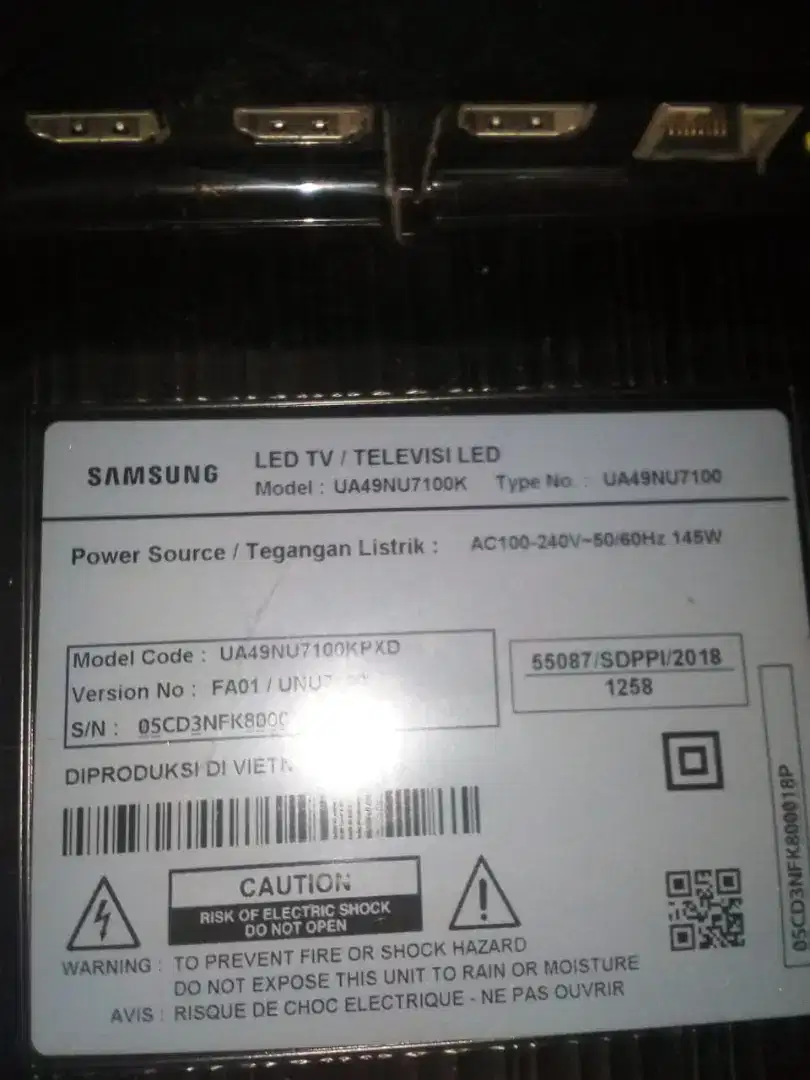 SAMSUNG
LED TV / TELEVISI LED
Model : UA49NU7100K Type No. : UA49NU7100
Power Source / Tegangan Listrik : AC100-240V~50/60Hz 145W
Model Code : UA49NU7100KPXD
Version No : FA01 /
S/N :
55087/SDPPI/2018
1258
DIPRODUKSI DI
05CD3NFK800018P
CAUTION
RISK OF ELECTRIC SHOCK
DO NOT OPEN
WARNING : TO PREVENT FIRE OR SHOCK HAZARD
DO NOT EXPOSE THIS UNIT TO RAIN OR MOISTURE
AVIS : RISQUE DE CHOC ELECTRIQUE - NE PAS OUVRIR